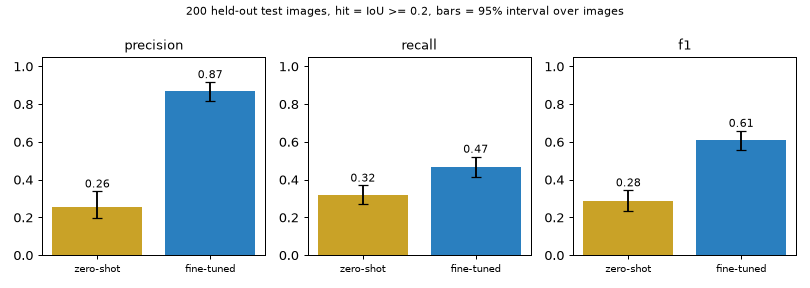 200 held-out test images, hit = IoU >= 0.2, bars = 95% interval over images
precision
1.0
0.8
0.6
0.4
0.2
0.0
0.26
0.87
zero-shot
fine-tuned
recall
1.0
0.8
0.6
0.4
0.2
0.0
0.32
0.47
zero-shot
fine-tuned
f1
1.0
0.8
0.6
0.4
0.2
0.0
0.28
0.61
zero-shot
fine-tuned